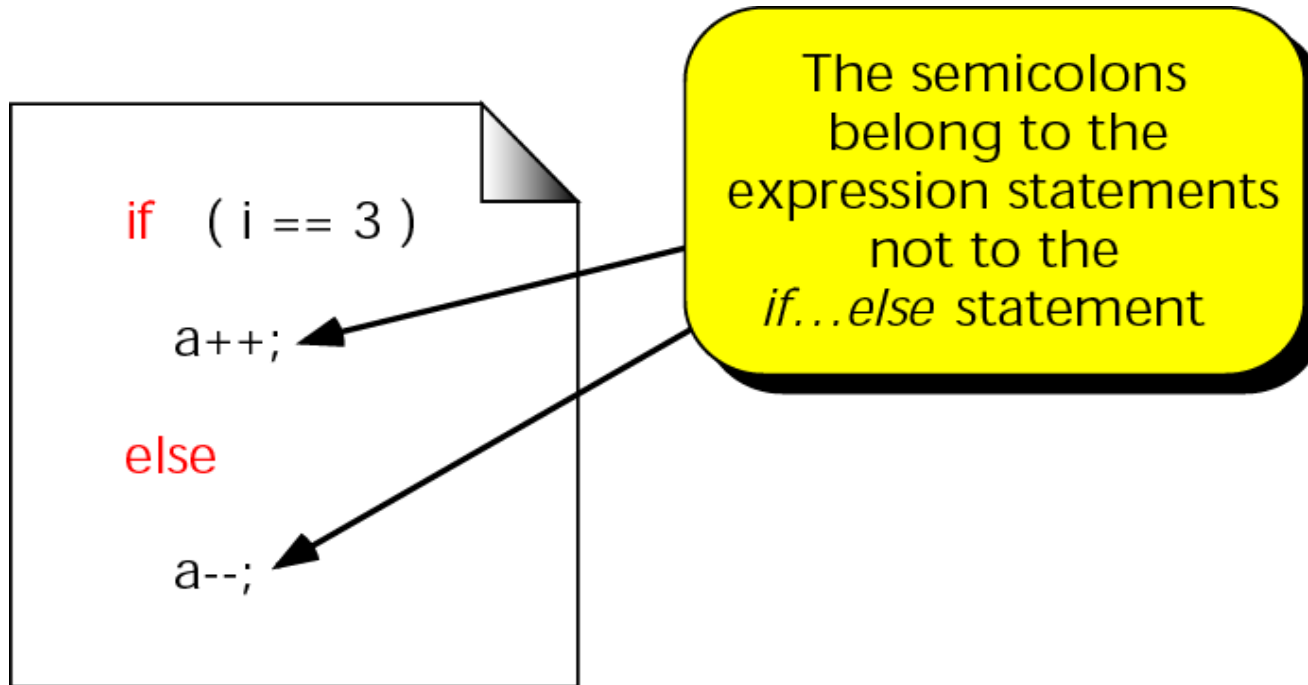 if ( i == 3 )
a++;
else
a--;
The semicolons
belong to the
expression statements
not to the
if...else statement